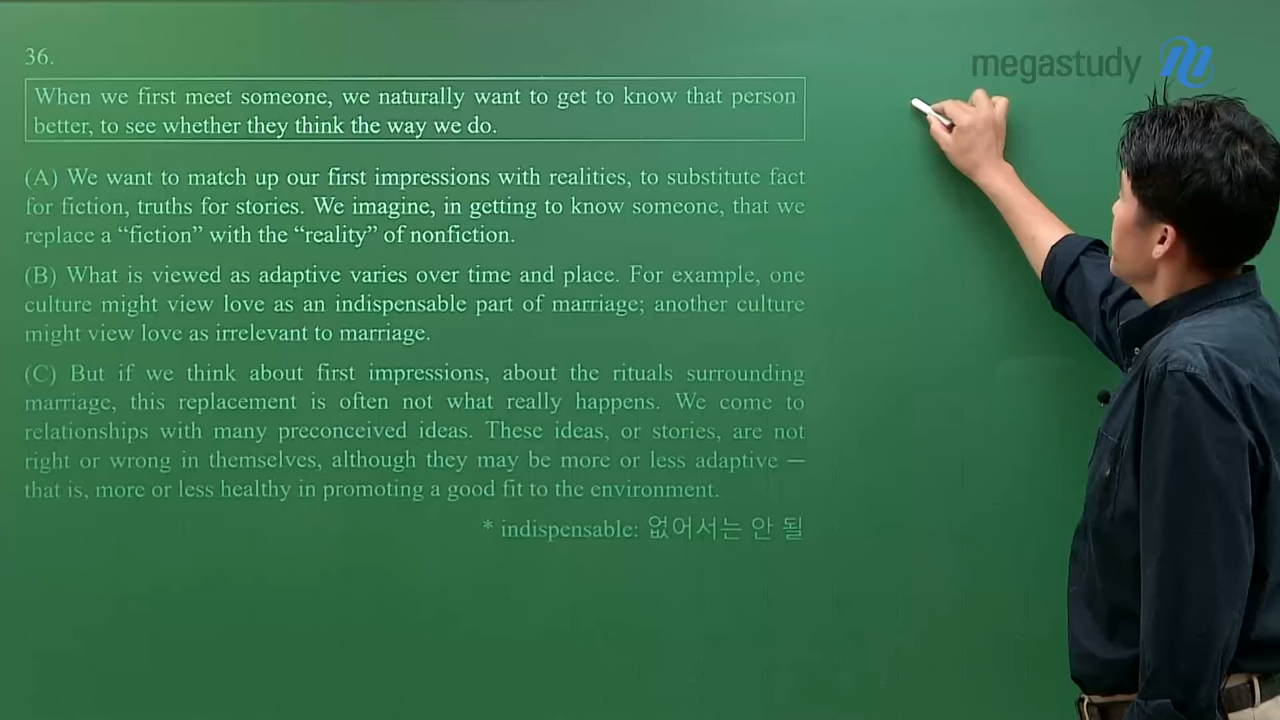 megastudy
36.
When we first meet someone, we naturally want to get to know that person
better, to see whether they think the way we do.
(A) We want to match up our first impressions with realities, to substitute fact
for fiction, truths for stories. We imagine, in getting to know someone, that we
replace a “fiction” with the “reality” of nonfiction.
(B) What is viewed as adaptive varies over time and place. For example, one
culture might view love as an indispensable part of marriage; another culture
might view love as irrelevant to marriage.
(C) But if we think about first impressions, about the rituals surrounding
marriage, this replacement is often not what really happens. We come to
relationships with many preconceived ideas. These ideas, or stories, are not
right or wrong in themselves, although they may be more or less adaptive —
that is, more or less healthy in promoting a good fit to the environment.
* indispensable: 없어서는 안 될